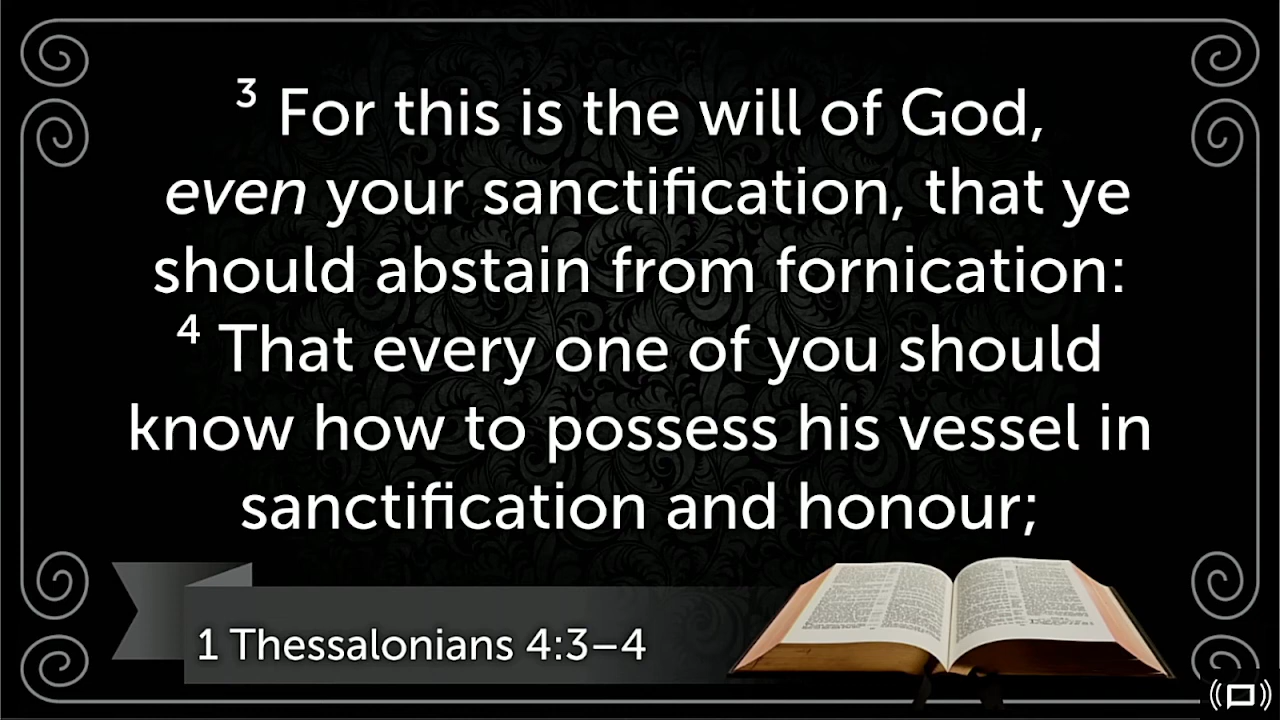 ³ For this is the will of God,
even your sanctification, that ye
should abstain from fornication:
⁴ That every one of you should
know how to possess his vessel in
sanctification and honour;
1 Thessalonians 4:3–4